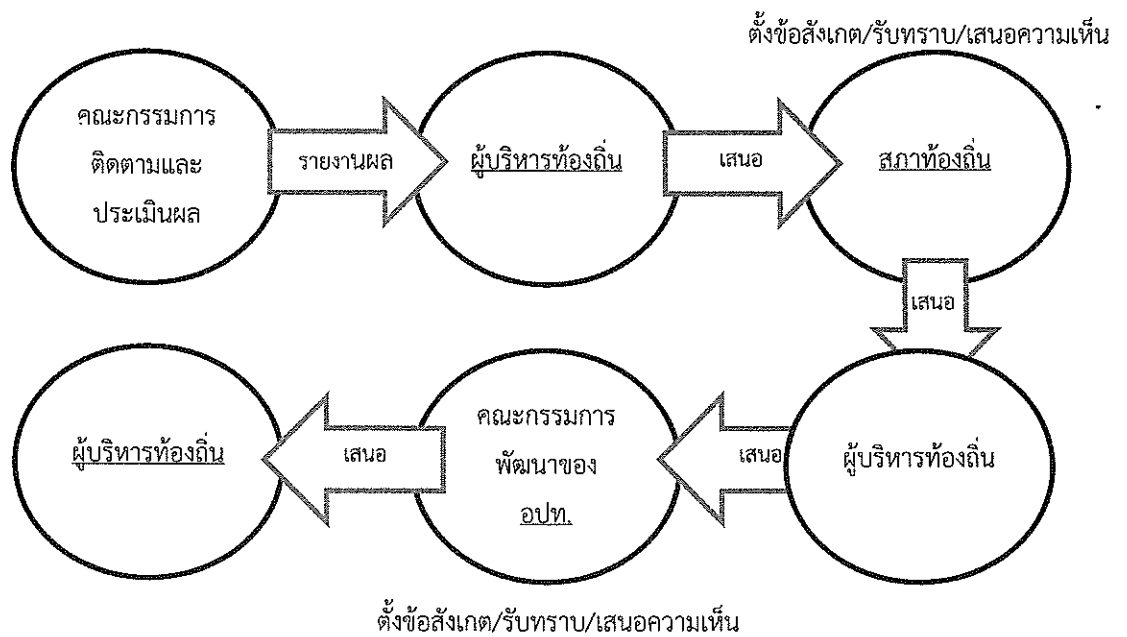 ตั้งข้อสังเกต/รับทราบ/เสนอความเห็น
คณะกรรมการ
ติดตามและ
ประเมินผล
รายงานผล
ผู้บริหารท้องถิ่น
เสนอ
สภาท้องถิ่น
เสนอ
ผู้บริหารท้องถิ่น
เสนอ
คณะกรรมการ
พัฒนาของ
อปท.
เสนอ
ผู้บริหารท้องถิ่น
ตั้งข้อสังเกต/รับทราบ/เสนอความเห็น